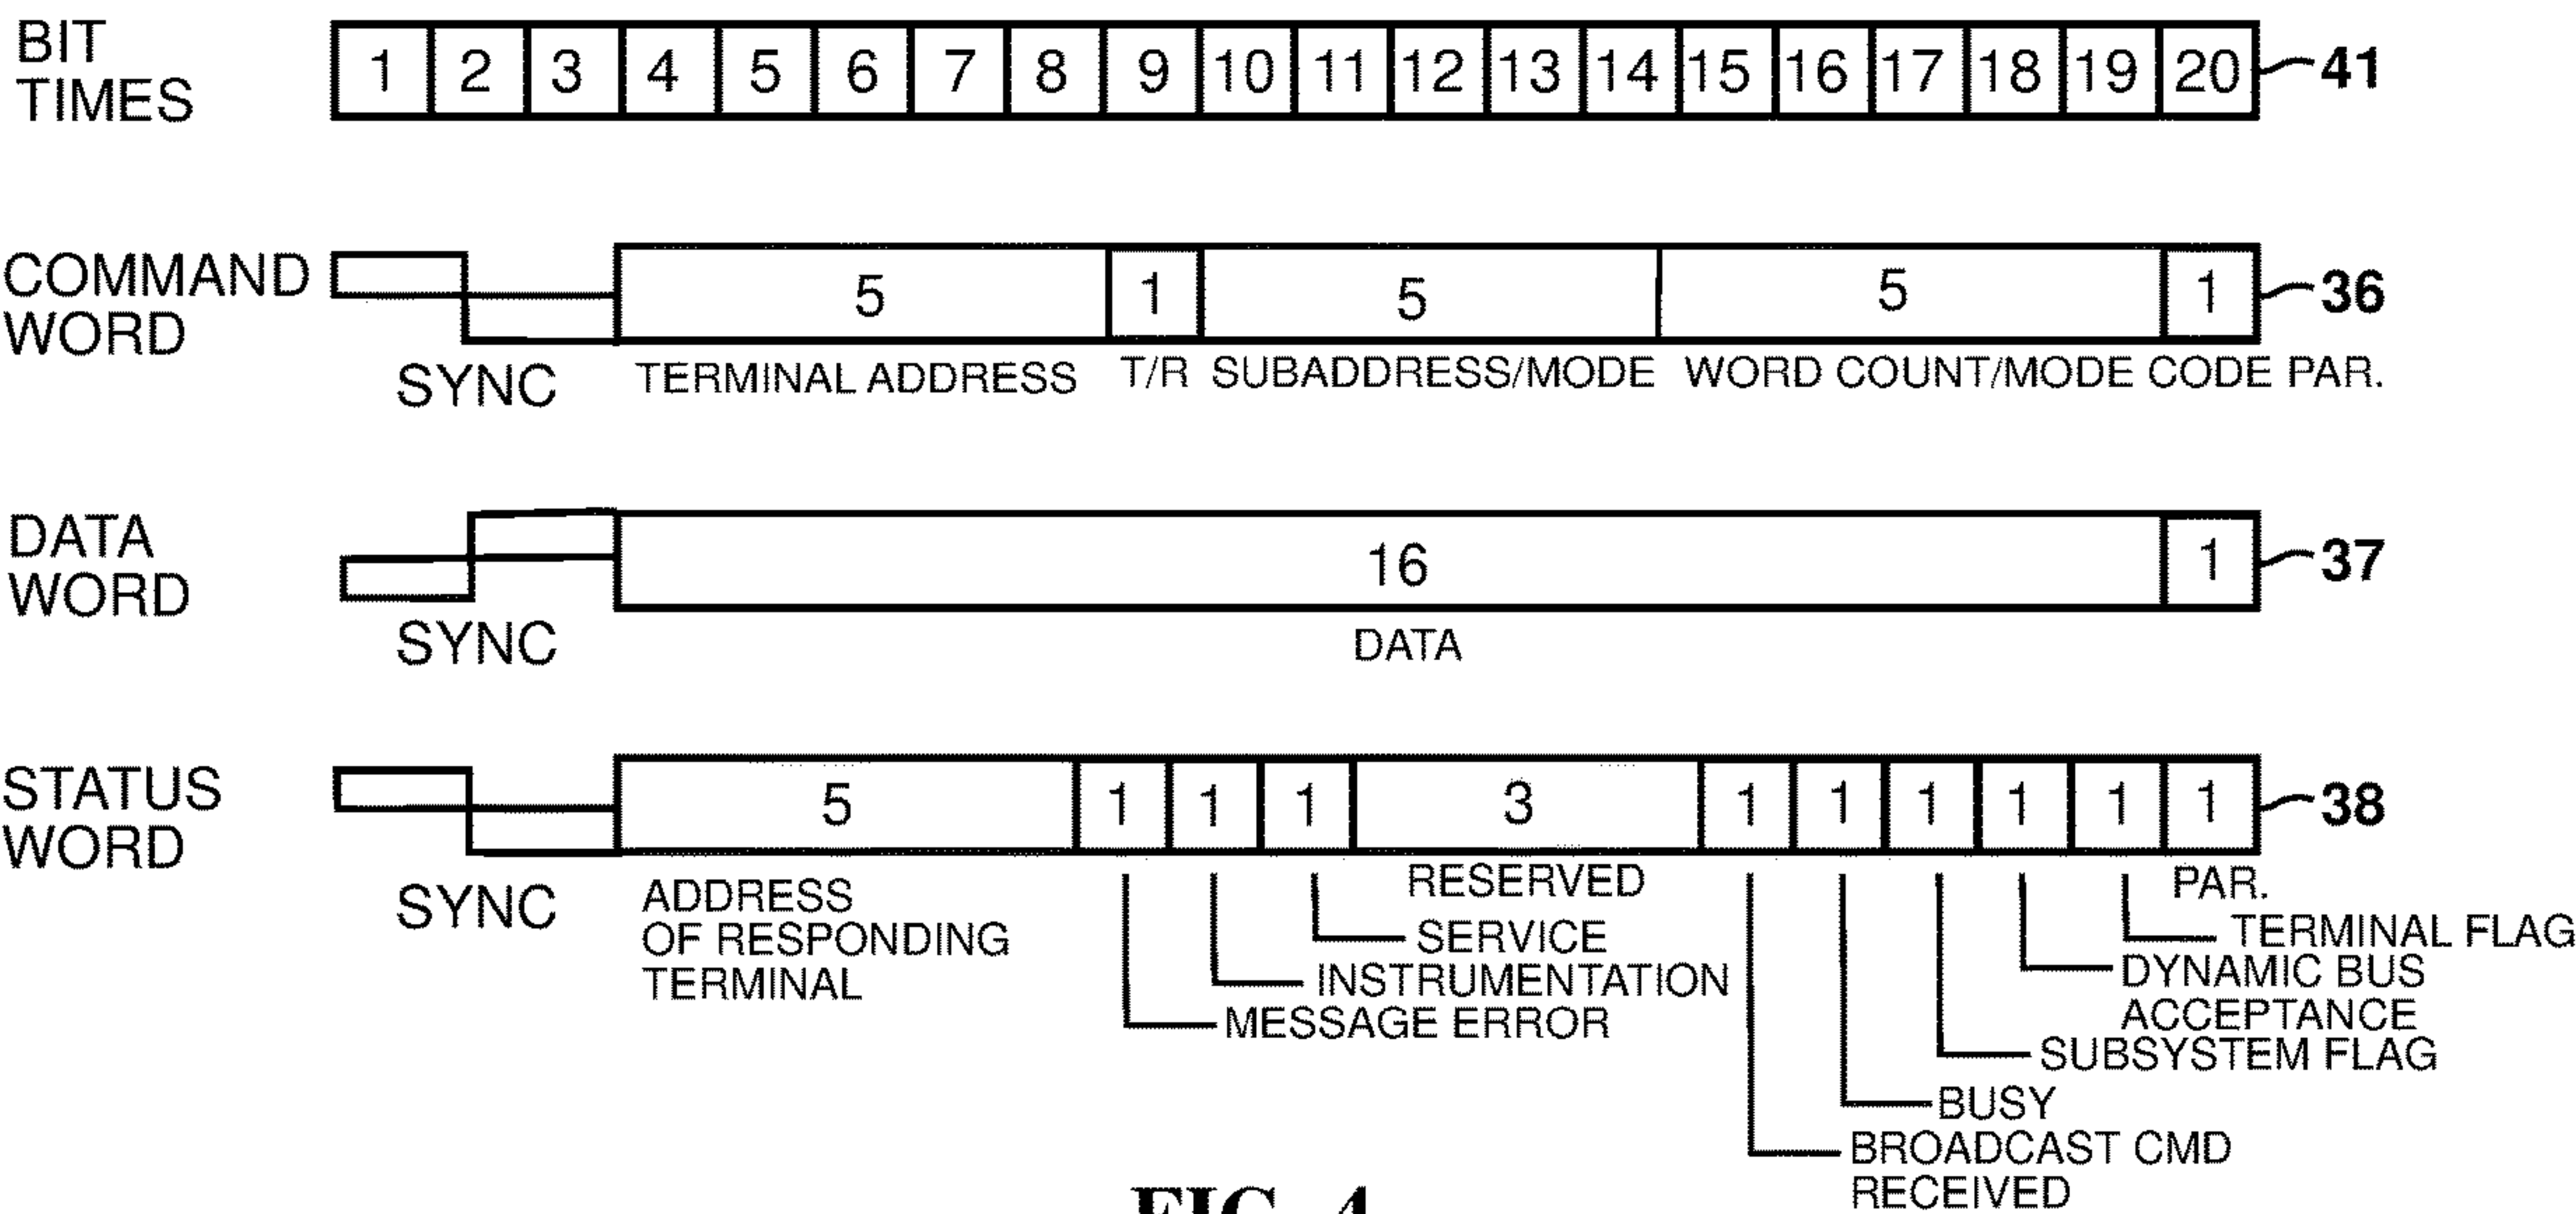 BIT
TIMES
1 2 3 4 5 6 7 8 9 10 11 12 13 14 15 16 17 18 19 20 41
COMMAND
WORD
5 1 5 5 1 36
SYNC TERMINAL ADDRESS T/R SUBADDRESS/MODE WORD COUNT/MODE CODE PAR.
DATA
WORD
16 1 37
SYNC DATA
STATUS
WORD
5 1 1 1 3 1 1 1 1 1 1 38
SYNC
ADDRESS
OF RESPONDING
TERMINAL
RESERVED
SERVICE
INSTRUMENTATION
MESSAGE ERROR
PAR.
TERMINAL FLAG
DYNAMIC BUS
ACCEPTANCE
SUBSYSTEM FLAG
BUSY
BROADCAST CMD
RECEIVED
FIG. 4